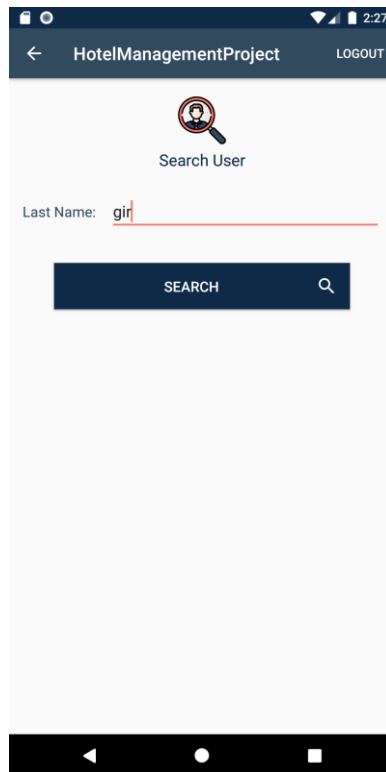 2:27
HotelManagementProject LOGOUT
Search User
Last Name: gir
SEARCH